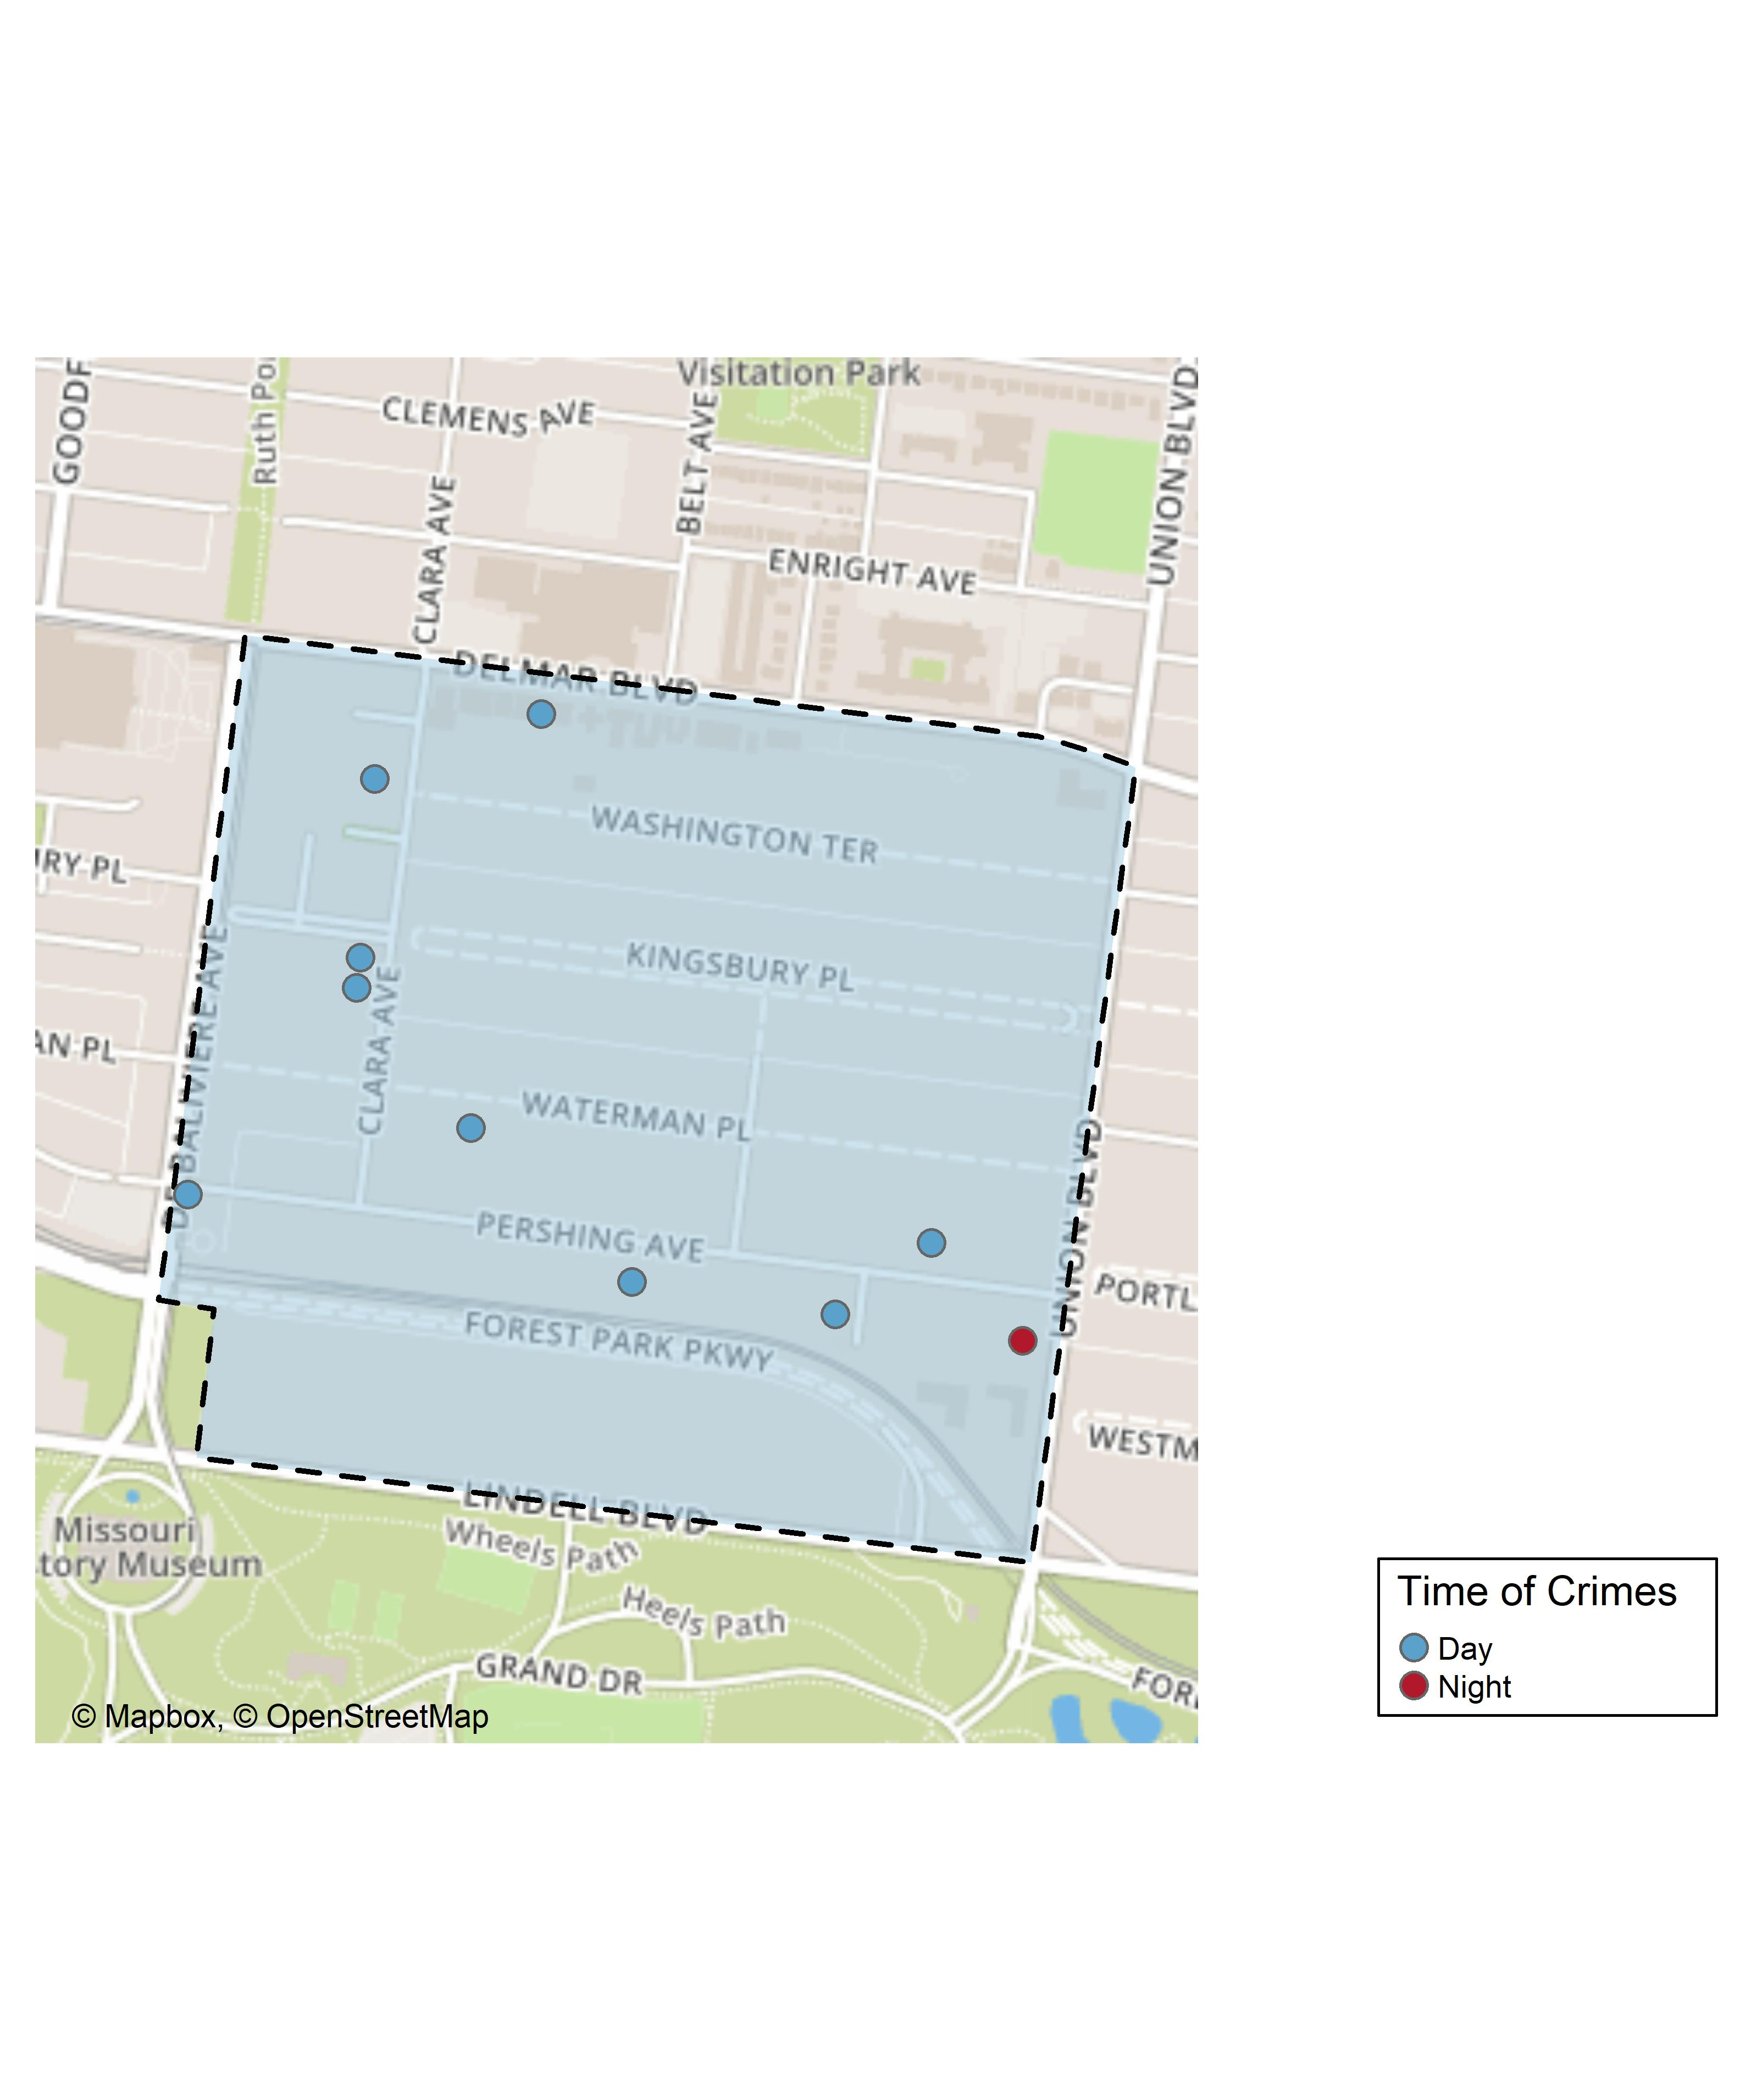 Visitation Park
GOODF
Ruth Po
CLEMENS AVE
BELT AVE
UNION BLVD
CLARA AVE
ENRIGHT AVE
DELMAR BLVD
WASHINGTON TER
RY PL
KINGSBURY PL
DE BALIVIERE AVE
CLARA AVE
AN PL
WATERMAN PL
UNION BLVD
PERSHING AVE
PORTL
FOREST PARK PKWY
WESTM
LINDELL BLVD
Wheels Path
Missouri
tory Museum
Heels Path
GRAND DR
FOR
© Mapbox, © OpenStreetMap
Time of Crimes
Day
Night